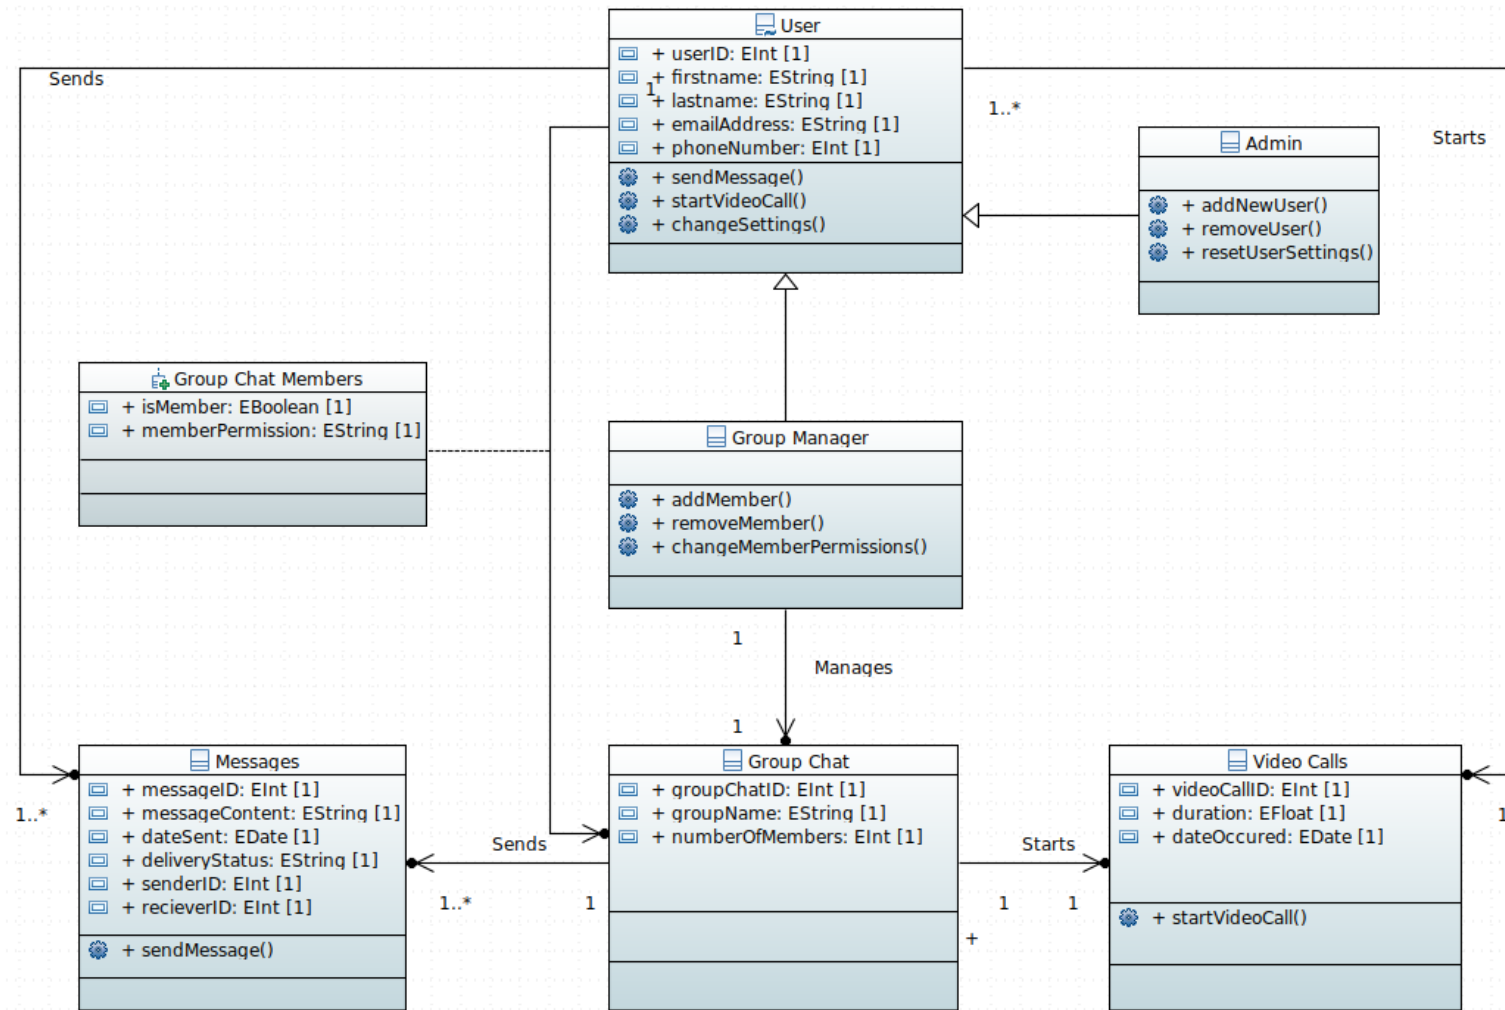 User
+ userID: EInt [1]
+ firstname: EString [1]
1
+ lastname: EString [1]
+ emailAddress: EString [1]
+ phoneNumber: EInt [1]
+ sendMessage()
+ startVideoCall()
+ changeSettings()
Sends
1..*
Starts
Admin
+ addNewUser()
+ removeUser()
+ resetUserSettings()
Group Chat Members
+ isMember: EBoolean [1]
+ memberPermission: EString [1]
Group Manager
+ addMember()
+ removeMember()
+ changeMemberPermissions()
1
Manages
1
Messages
+ messageID: EInt [1]
+ messageContent: EString [1]
+ dateSent: EDate [1]
+ deliveryStatus: EString [1]
+ senderID: EInt [1]
+ recieverID: EInt [1]
+ sendMessage()
1..*
Sends
1..*
1
Group Chat
+ groupChatID: EInt [1]
+ groupName: EString [1]
+ numberOfMembers: EInt [1]
+
Starts
1
1
Video Calls
+ videoCallID: EInt [1]
+ duration: EFloat [1]
+ dateOccured: EDate [1]
+ startVideoCall()
1